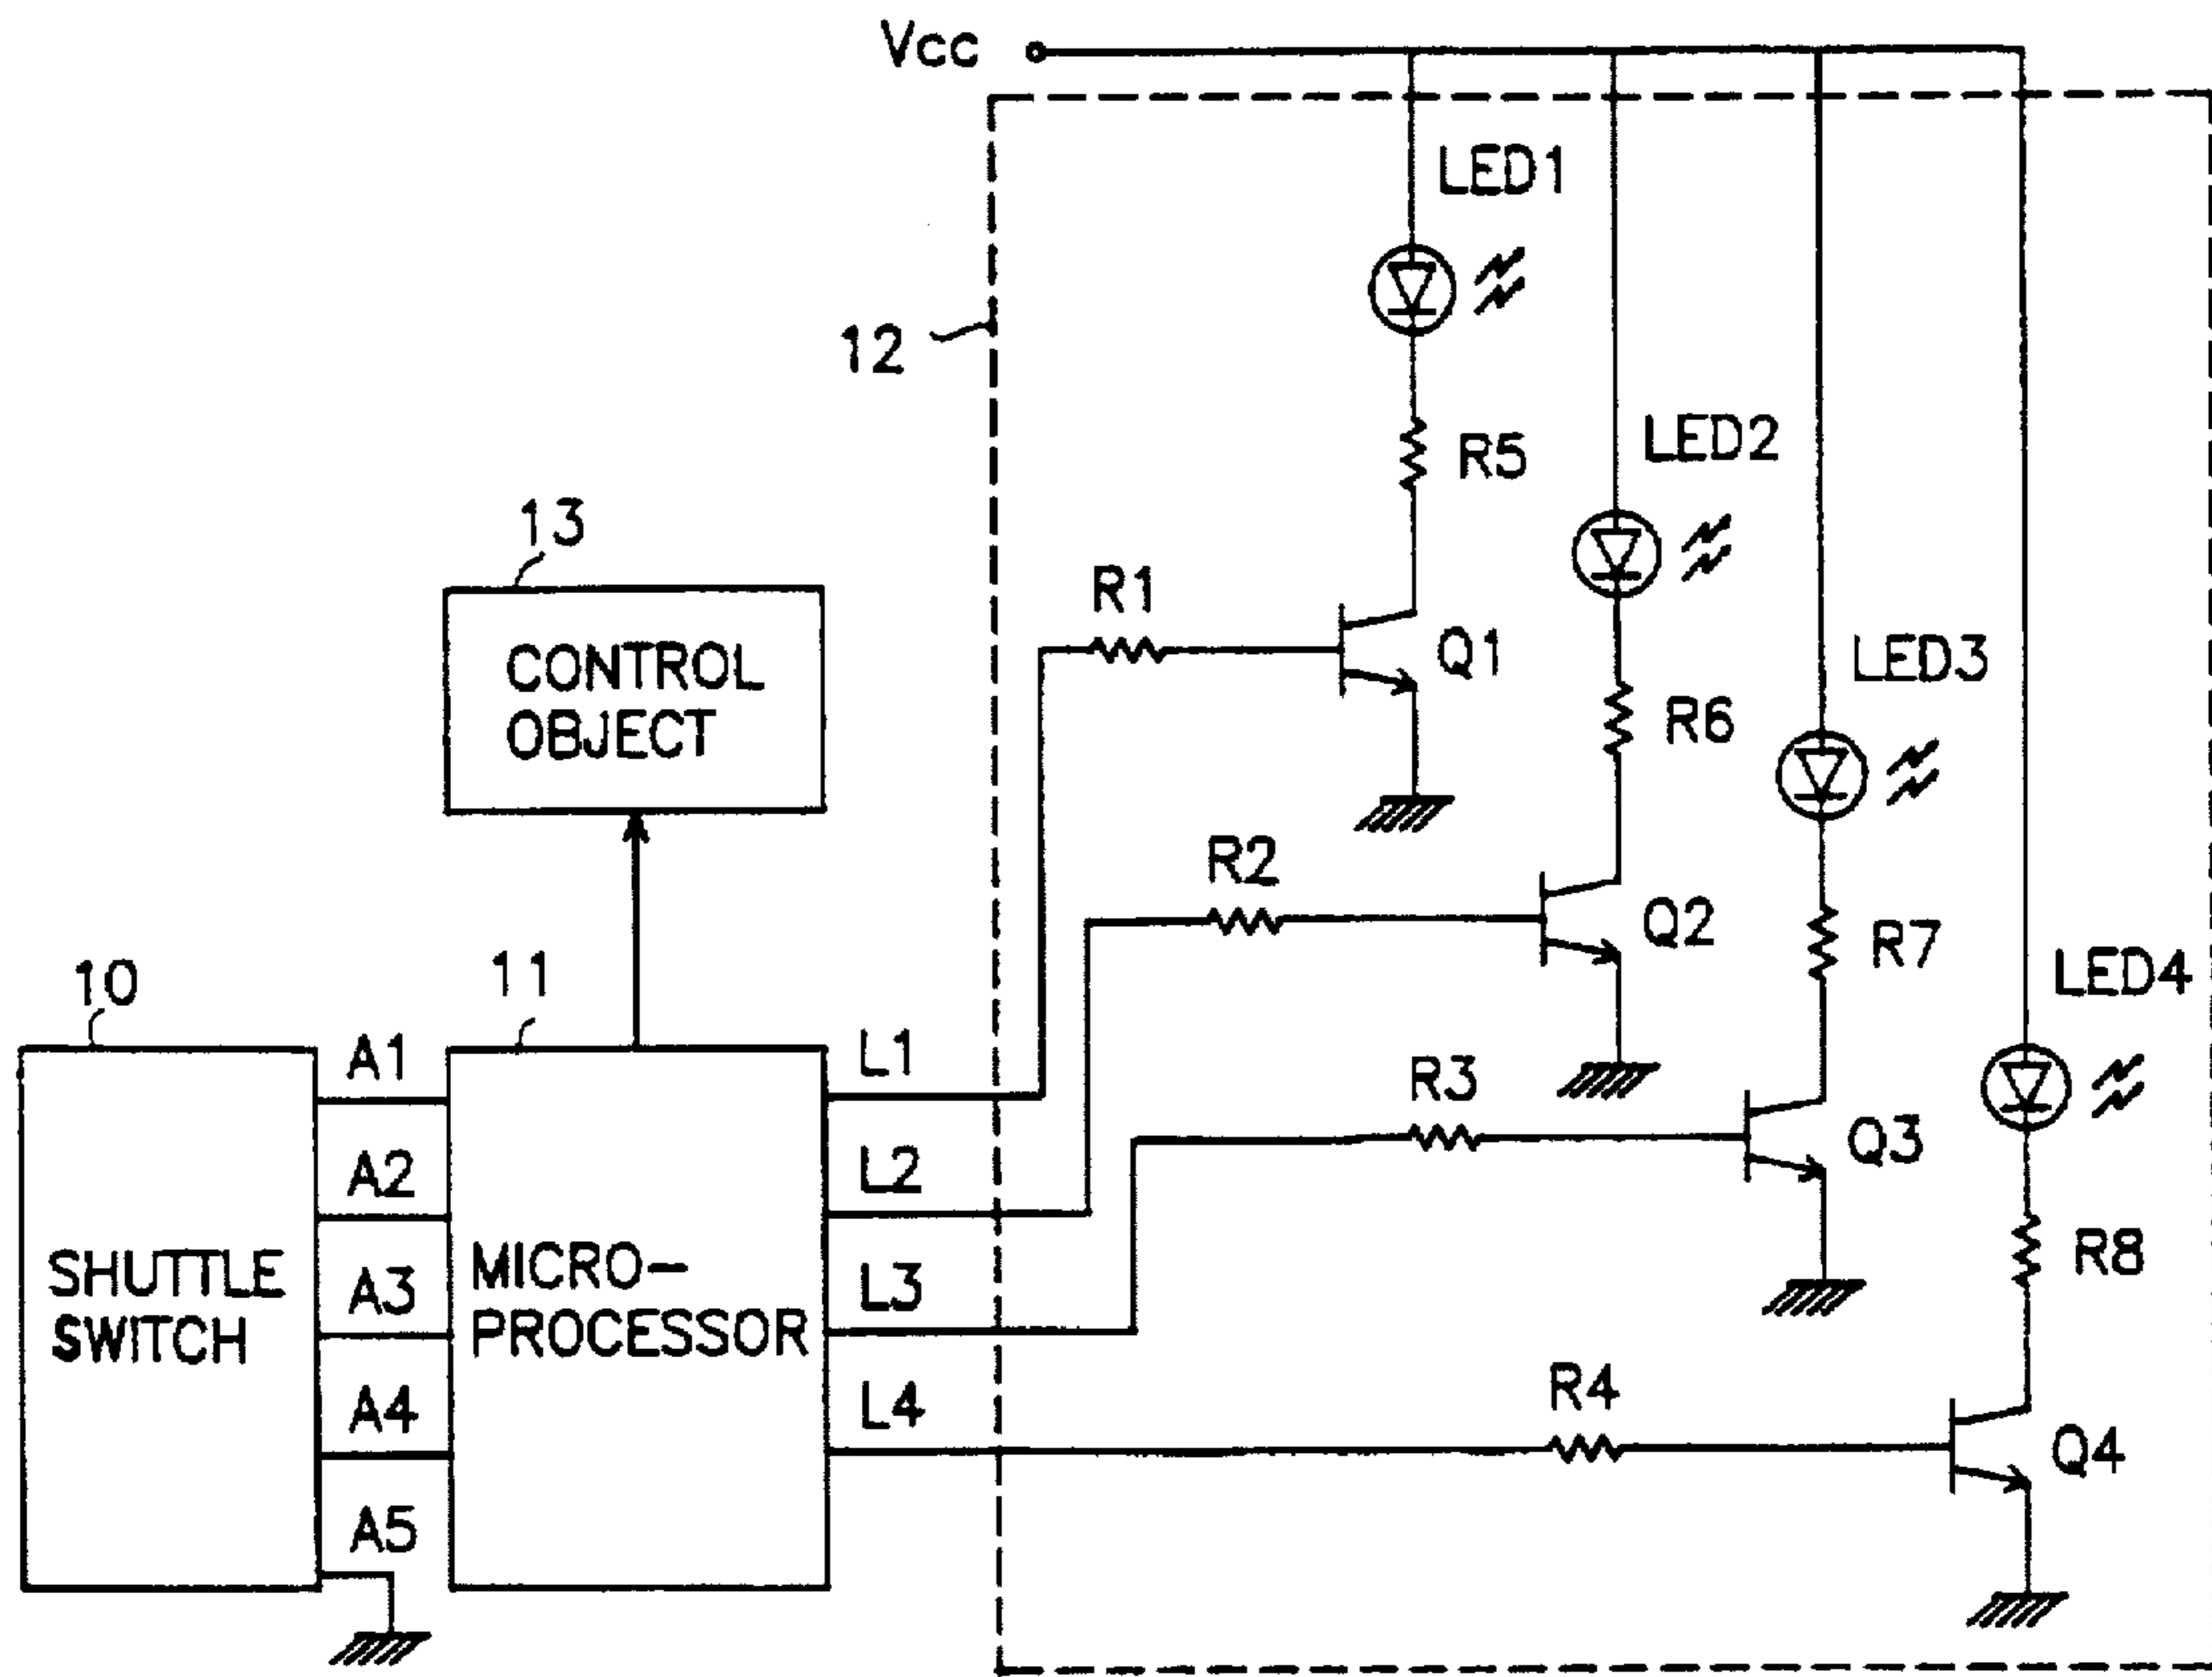 Vcc
LED1
12
R5
LED2
13
R1
CONTROL
OBJECT
Q1
LED3
R6
R2
Q2
R7
10
11
LED4
A1
L1
R3
A2
L2
Q3
SHUTTLE
SWITCH
A3
MICRO-
PROCESSOR
L3
R8
A4
L4
R4
Q4
A5